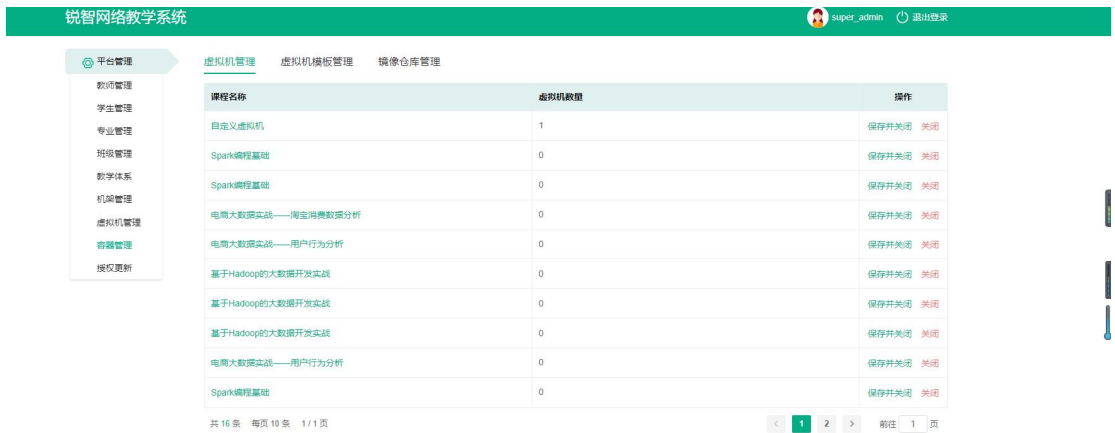 锐智网络教学系统 super_admin 退出登录
平台管理
教师管理
学生管理
专业管理
班级管理
教学体系
机架管理
虚拟机管理
容器管理
授权更新
虚拟机管理 虚拟机模板管理 镜像仓库管理
课程名称 虚拟机数量 操作
自定义虚拟机 1 保存并关闭 关闭
Spark编程基础 0 保存并关闭 关闭
Spark编程基础 0 保存并关闭 关闭
电商大数据实战——淘宝消费数据分析 0 保存并关闭 关闭
电商大数据实战——用户行为分析 0 保存并关闭 关闭
基于Hadoop的大数据开发实战 0 保存并关闭 关闭
基于Hadoop的大数据开发实战 0 保存并关闭 关闭
基于Hadoop的大数据开发实战 0 保存并关闭 关闭
电商大数据实战——用户行为分析 0 保存并关闭 关闭
Spark编程基础 0 保存并关闭 关闭
共 16 条 每页 10 条 1 / 1 页 < 1 2 > 前往 1 页